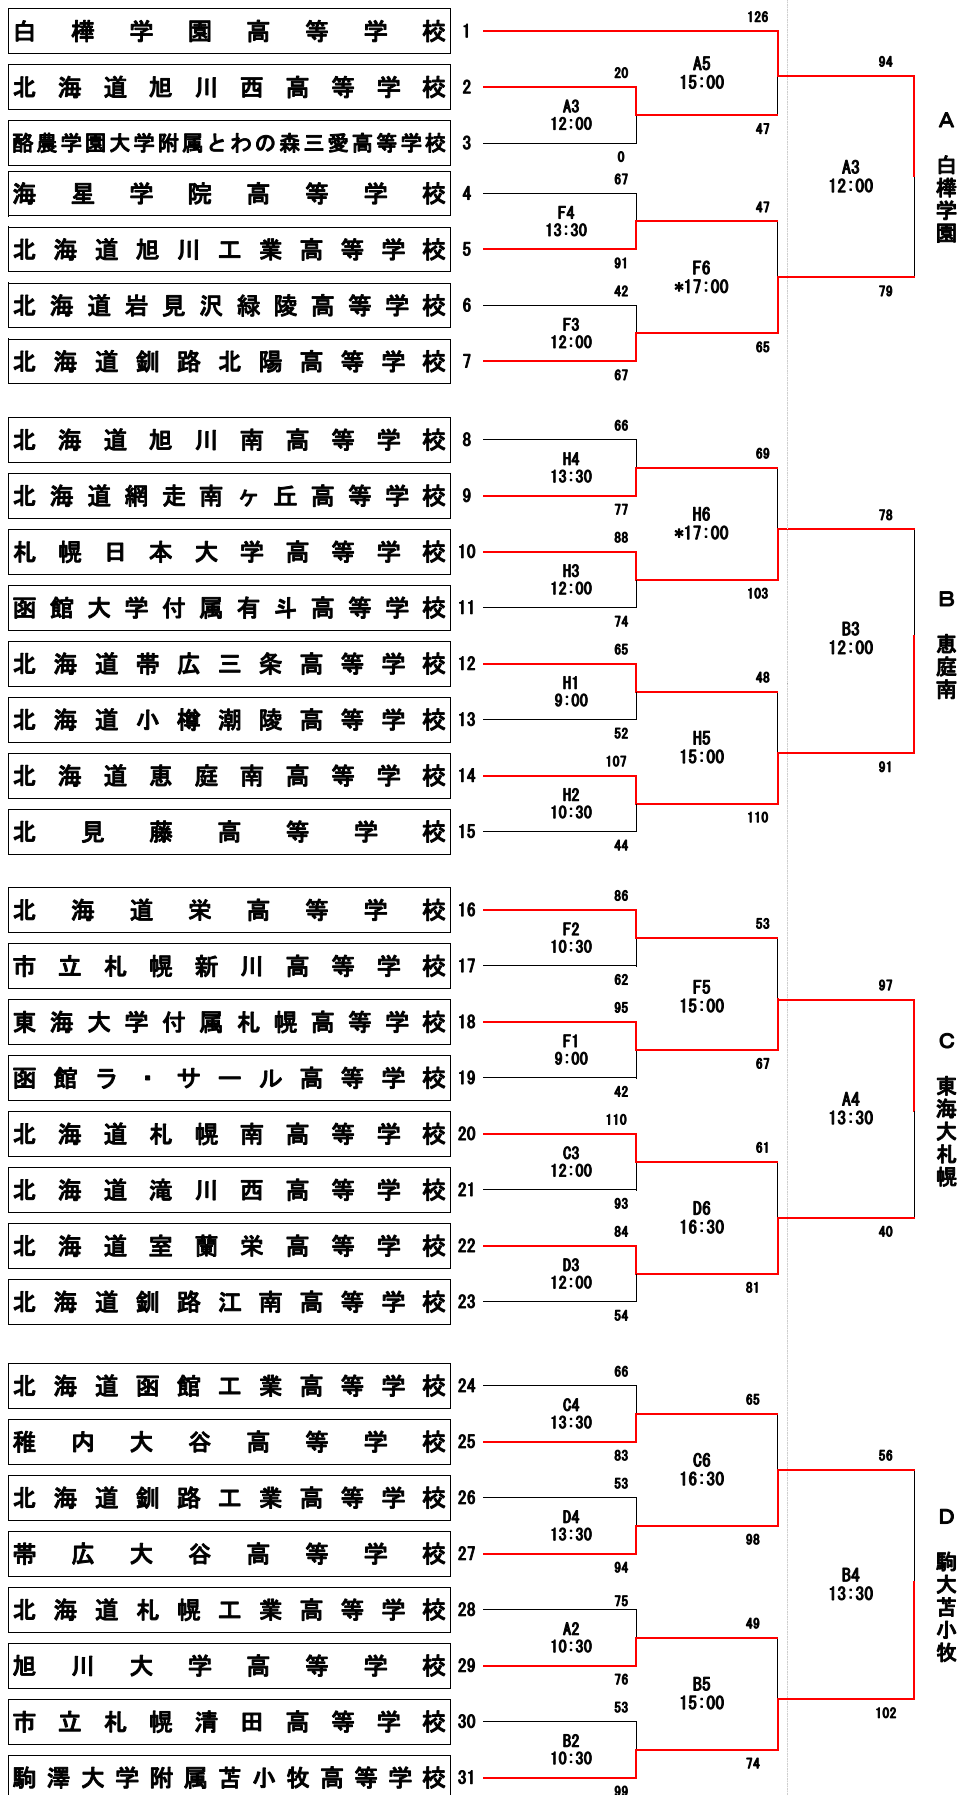 白樺学園高等学校 1
北海道旭川西高等学校 2
酪農学園大学附属とわの森三愛高等学校 3
海星学院高等学校 4
北海道旭川工業高等学校 5
北海道岩見沢緑陵高等学校 6
北海道釧路北陽高等学校 7
20
A3
12:00
0
67
F4
13:30
91
42
F3
12:00
67
126
A5
15:00
47
47
F6
*17:00
65
94
A3
12:00
79
A 白樺学園
北海道旭川南高等学校 8
北海道網走南ヶ丘高等学校 9
札幌日本大学高等学校 10
函館大学付属有斗高等学校 11
北海道帯広三条高等学校 12
北海道小樽潮陵高等学校 13
北海道恵庭南高等学校 14
北見藤高等学校 15
66
H4
13:30
77
88
H3
12:00
74
65
H1
9:00
52
107
H2
10:30
44
69
H6
*17:00
103
48
H5
15:00
110
78
B3
12:00
91
B 恵庭南
北海道栄高等学校 16
市立札幌新川高等学校 17
東海大学付属札幌高等学校 18
函館ラ・サール高等学校 19
北海道札幌南高等学校 20
北海道滝川西高等学校 21
北海道室蘭栄高等学校 22
北海道釧路江南高等学校 23
86
F2
10:30
62
95
F1
9:00
42
110
C3
12:00
93
84
D3
12:00
54
53
F5
15:00
67
61
D6
16:30
81
97
A4
13:30
40
C 東海大札幌
北海道函館工業高等学校 24
稚内大谷高等学校 25
北海道釧路工業高等学校 26
帯広大谷高等学校 27
北海道札幌工業高等学校 28
旭川大学高等学校 29
市立札幌清田高等学校 30
駒澤大学附属苫小牧高等学校 31
66
C4
13:30
83
53
D4
13:30
94
75
A2
10:30
76
53
B2
10:30
99
65
C6
16:30
98
49
B5
15:00
74
56
B4
13:30
102
D 駒大苫小牧